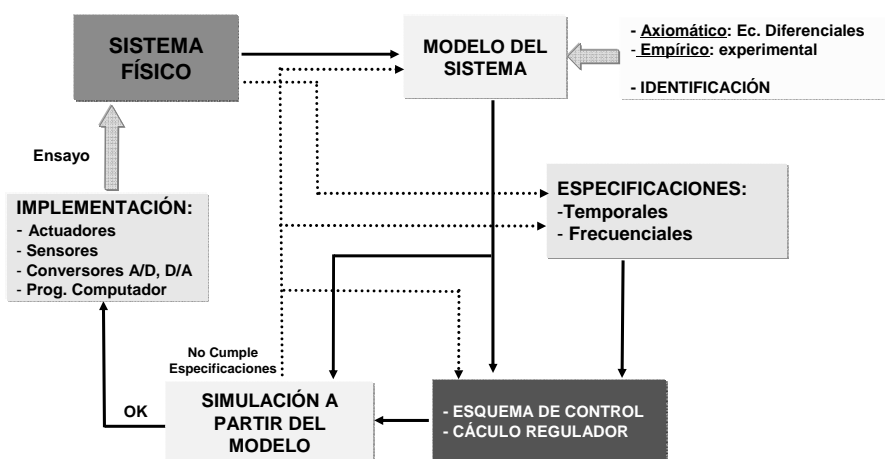 SISTEMA
FÍSICO
MODELO DEL
SISTEMA
- Axiomático: Ec. Diferenciales
- Empírico: experimental
- IDENTIFICACIÓN
Ensayo
IMPLEMENTACIÓN:
- Actuadores
- Sensores
- Conversores A/D, D/A
- Prog. Computador
ESPECIFICACIONES:
-Temporales
- Frecuenciales
No Cumple
Especificaciones
OK
SIMULACIÓN A
PARTIR DEL
MODELO
- ESQUEMA DE CONTROL
- CÁCULO REGULADOR